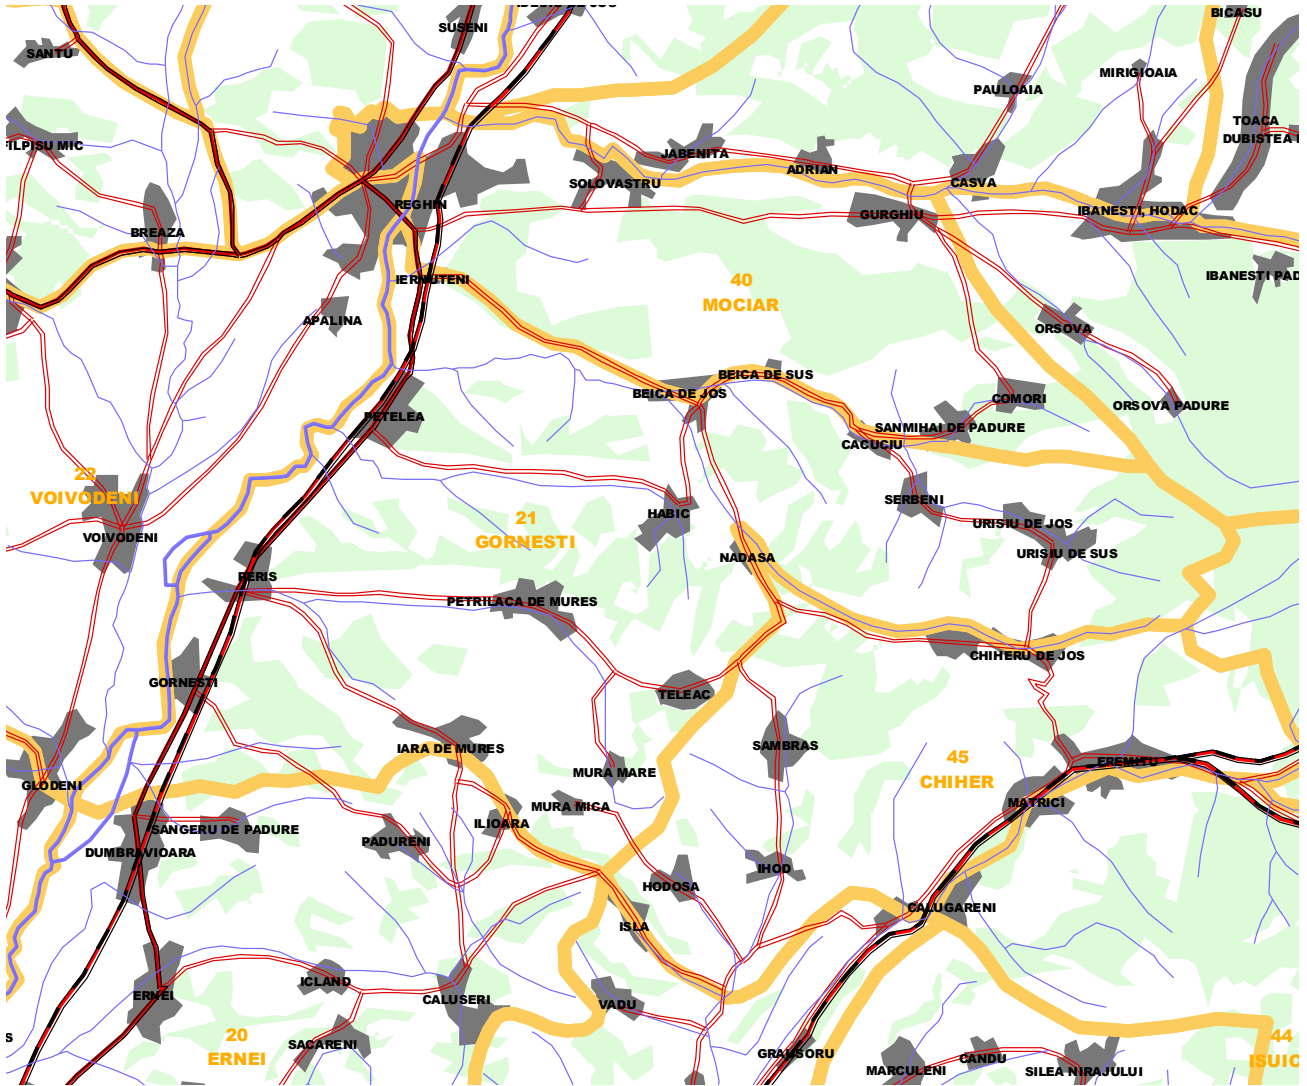 SUSENI
BICASU
SANTU
MIRIGIOAIA
PAULOAIA
TOACA
FILPISU MIC
DUBISTEA
JABENITA
ADRIAN
SOLOVASTRU
CASVA
REGHIN
GURGHIU
IBANESTI, HODAC
BREAZA
IERNUTENI
IBANESTI PAD
40
MOCIAR
APALINA
ORSOVA
BEICA DE SUS
BEICA DE JOS
COMORI
ORSOVA PADURE
PETELEA
SANMIHAI DE PADURE
CACUCIU
22
VOIVODENI
SERBENI
HABIC
21
GORNESTI
URISIU DE JOS
VOIVODENI
URISIU DE SUS
NADASA
PERIS
PETRILACA DE MURES
CHIHERU DE JOS
GORNESTI
TELEAC
IARA DE MURES
SAMBRAS
45
CHIHER
EREMITU
MURA MARE
GLODENI
MATRICI
MURA MICA
ILIOARA
SANGERU DE PADURE
PADURENI
DUMBRAVIOARA
IHOD
HODOSA
CALUGARENI
ISLA
ICLAND
ERNEI
CALUSERI
VADU
20
ERNEI
SACARENI
44
ISUIC
GRAUSORU
CANDU
MARCULENI
SILEA NIRAJULUI